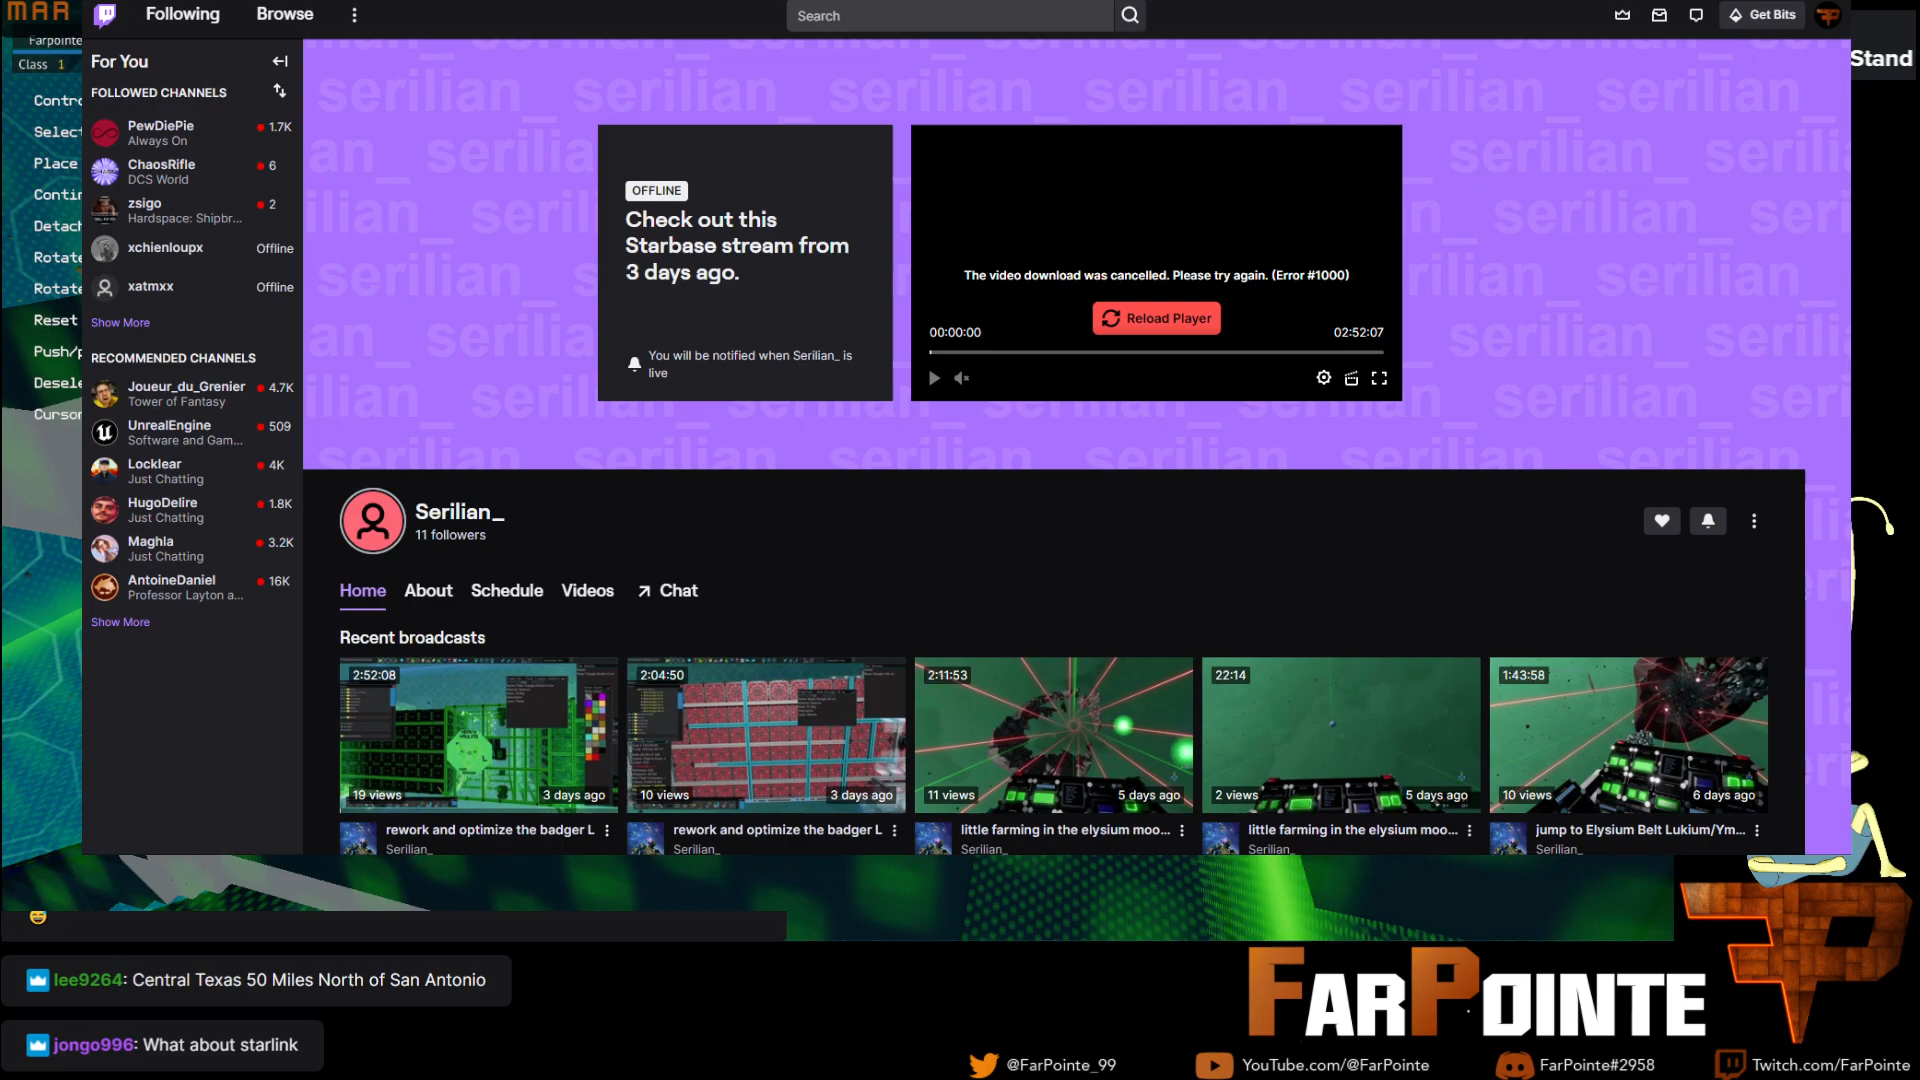 MAR
Following
Browse
Search
Get Bits
Farpointe
Class 1
Stand
Select
Place
Detach
Reset
For You
FOLLOWED CHANNELS
PewDiePie
1.7K
Always On
ChaosRifle
6
DCS World
zsigo
2
Hardspace: Shipbr...
xchienloupx
Offline
xatmxx
Offline
Show More
RECOMMENDED CHANNELS
Joueur_du_Grenier
4.7K
Tower of Fantasy
UnrealEngine
509
Software and Gam...
Locklear
4K
Just Chatting
HugoDelire
1.8K
Just Chatting
Maghla
3.2K
Just Chatting
AntoineDaniel
16K
Professor Layton a...
Show More
serilian_ serilian_ serilian_ serilian_ serilian_
OFFLINE
Check out this
Starbase stream from
3 days ago.
You will be notified when Serilian_ is
live
The video download was cancelled. Please try again. (Error #1000)
Reload Player
00:00:00
02:52:07
Serilian_
11 followers
Home
About
Schedule
Videos
Chat
Recent broadcasts
2:52:08
19 views
3 days ago
rework and optimize the badger L
Serilian_
2:04:50
10 views
3 days ago
rework and optimize the badger L
Serilian_
2:11:53
11 views
5 days ago
little farming in the elysium moo...
Serilian_
22:14
2 views
5 days ago
little farming in the elysium moo...
Serilian_
1:43:58
10 views
6 days ago
jump to Elysium Belt Lukium/Ym...
Serilian_
lee9264: Central Texas 50 Miles North of San Antonio
jongo996: What about starlink
FARPOINTE
FP
@FarPointe_99
YouTube.com/@FarPointe
FarPointe#2958
Twitch.com/FarPointe